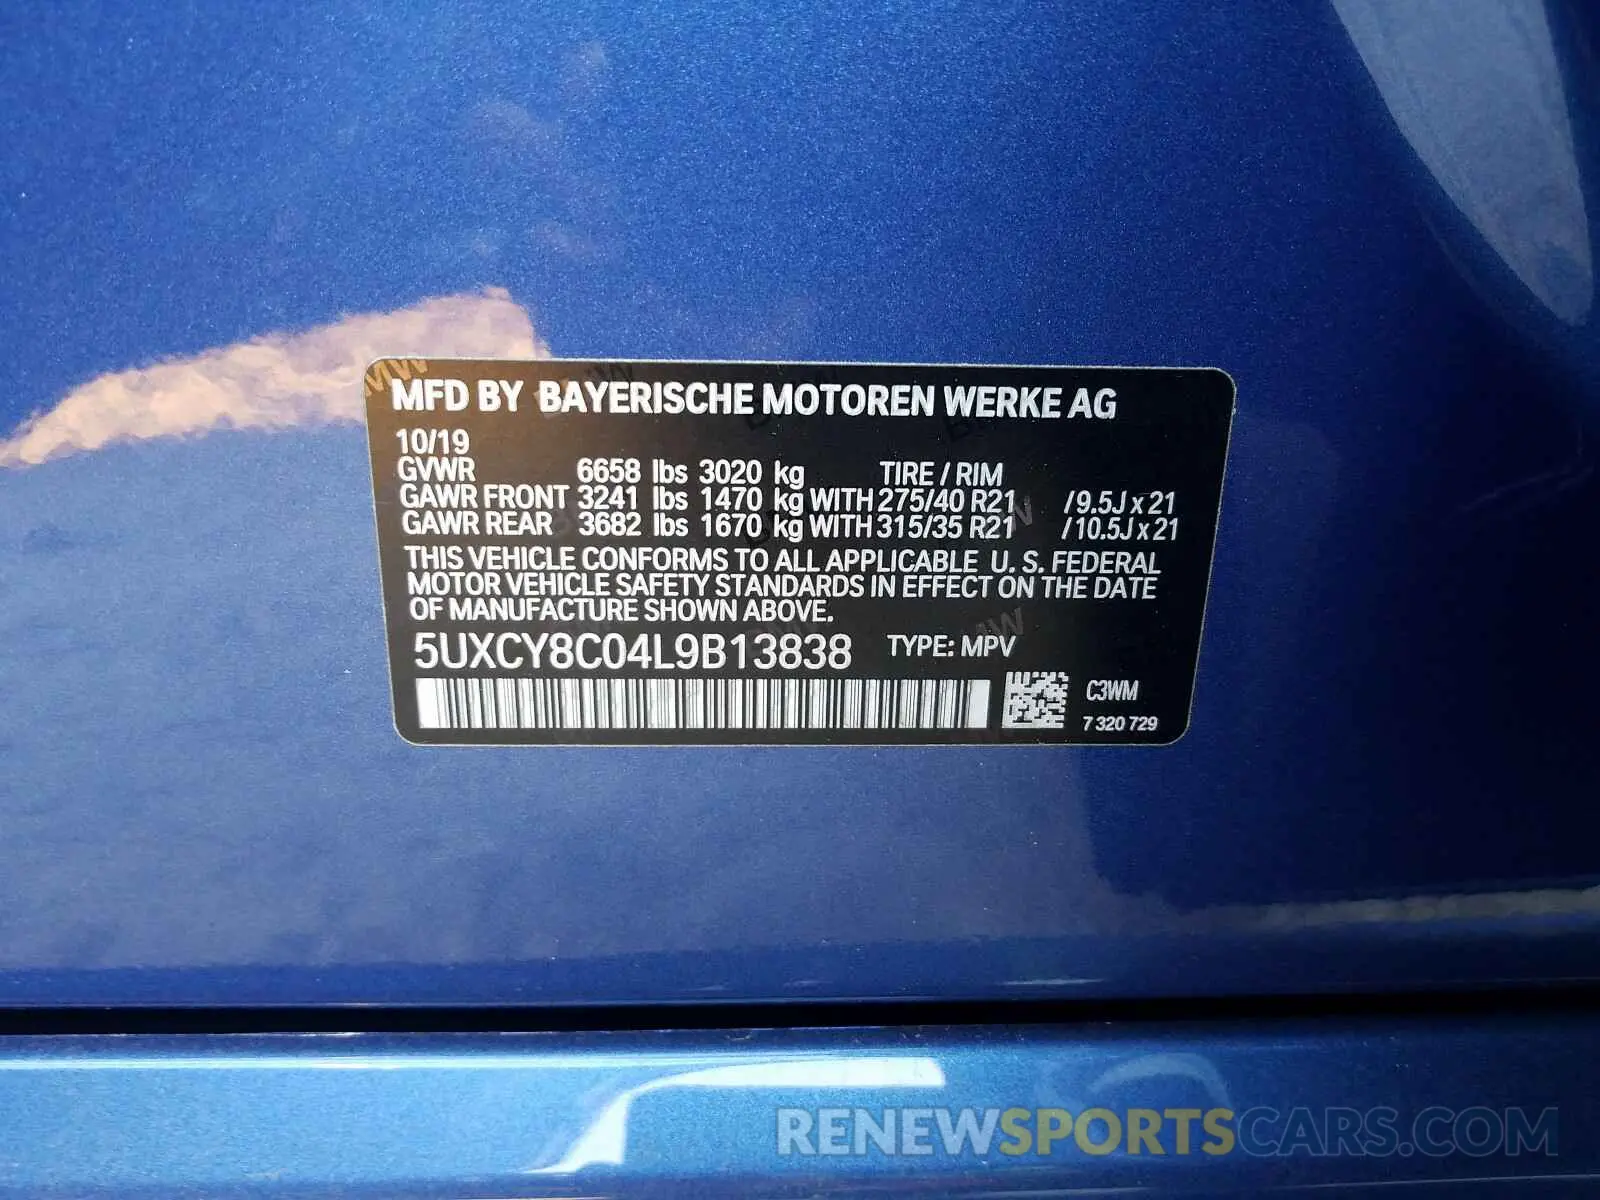 MFD BY BAYERISCHE MOTOREN WERKE AG
10/19
GVWR 6658 lbs 3020 kg TIRE / RIM
GAWR FRONT 3241 lbs 1470 kg WITH 275/40 R21 /9.5J x 21
GAWR REAR 3682 lbs 1670 kg WITH 315/35 R21 /10.5J x 21
THIS VEHICLE CONFORMS TO ALL APPLICABLE U. S. FEDERAL
MOTOR VEHICLE SAFETY STANDARDS IN EFFECT ON THE DATE
OF MANUFACTURE SHOWN ABOVE.
5UXCY8C04L9B13838 TYPE: MPV
C3WM
7 320 729
RENEWSPORTSCARS.COM